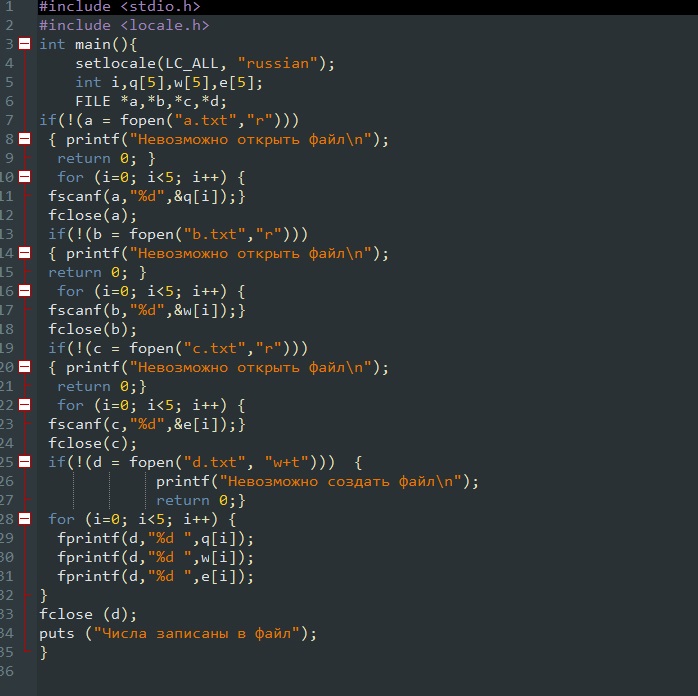 1 #include <stdio.h>
2 #include <locale.h>
3 int main(){
4 setlocale(LC_ALL, "russian");
5 int i,q[5],w[5],e[5];
6 FILE *a,*b,*c,*d;
7 if(!(a = fopen("a.txt","r")))
8 { printf("Невозможно открыть файл\n");
9 return 0; }
10 for (i=0; i<5; i++) {
11 fscanf(a,"%d",&q[i]);}
12 fclose(a);
13 if(!(b = fopen("b.txt","r")))
14 { printf("Невозможно открыть файл\n");
15 return 0; }
16 for (i=0; i<5; i++) {
17 fscanf(b,"%d",&w[i]);}
18 fclose(b);
19 if(!(c = fopen("c.txt","r")))
20 { printf("Невозможно открыть файл\n");
21 return 0;}
22 for (i=0; i<5; i++) {
23 fscanf(c,"%d",&e[i]);}
24 fclose(c);
25 if(!(d = fopen("d.txt", "w+t"))) {
26 printf("Невозможно создать файл\n");
27 return 0;}
28 for (i=0; i<5; i++) {
29 fprintf(d,"%d ",q[i]);
30 fprintf(d,"%d ",w[i]);
31 fprintf(d,"%d ",e[i]);
32 }
33 fclose (d);
34 puts ("Числа записаны в файл");
35 }
36